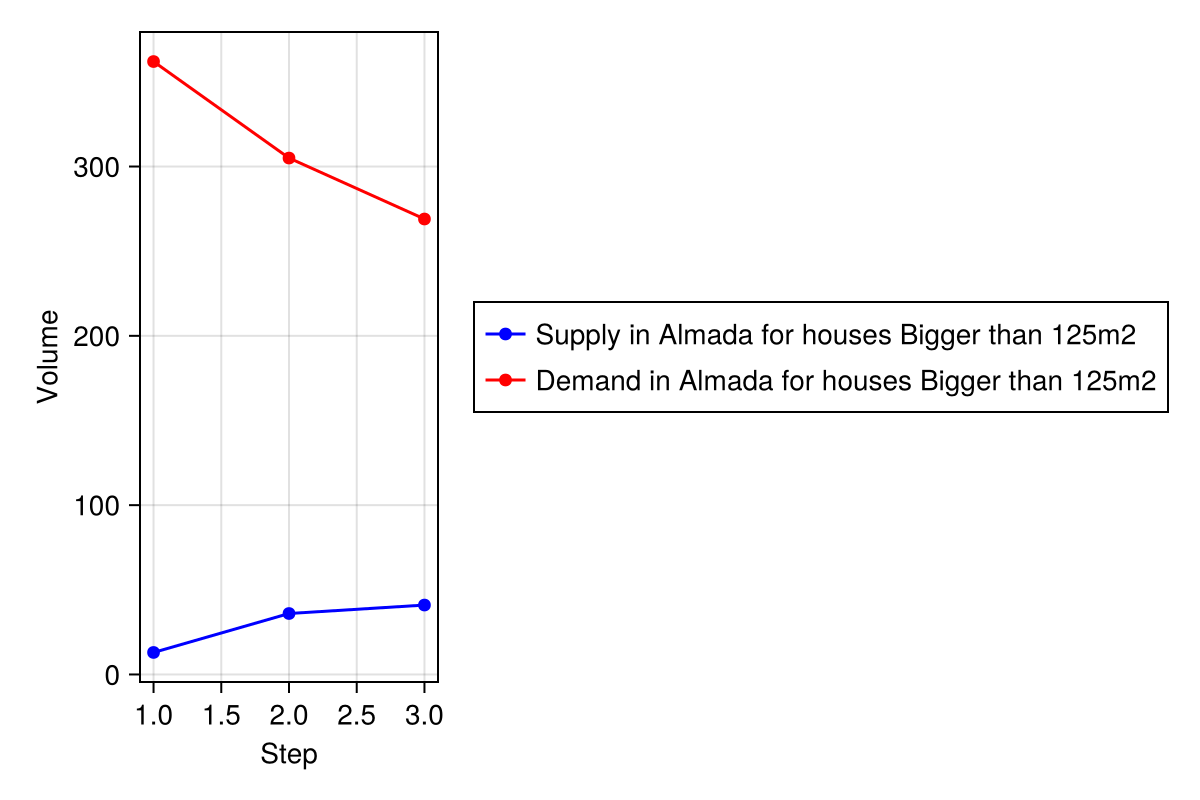 Volume
300
200
100
0
1.0 1.5 2.0 2.5 3.0
Step
Supply in Almada for houses Bigger than 125m2
Demand in Almada for houses Bigger than 125m2